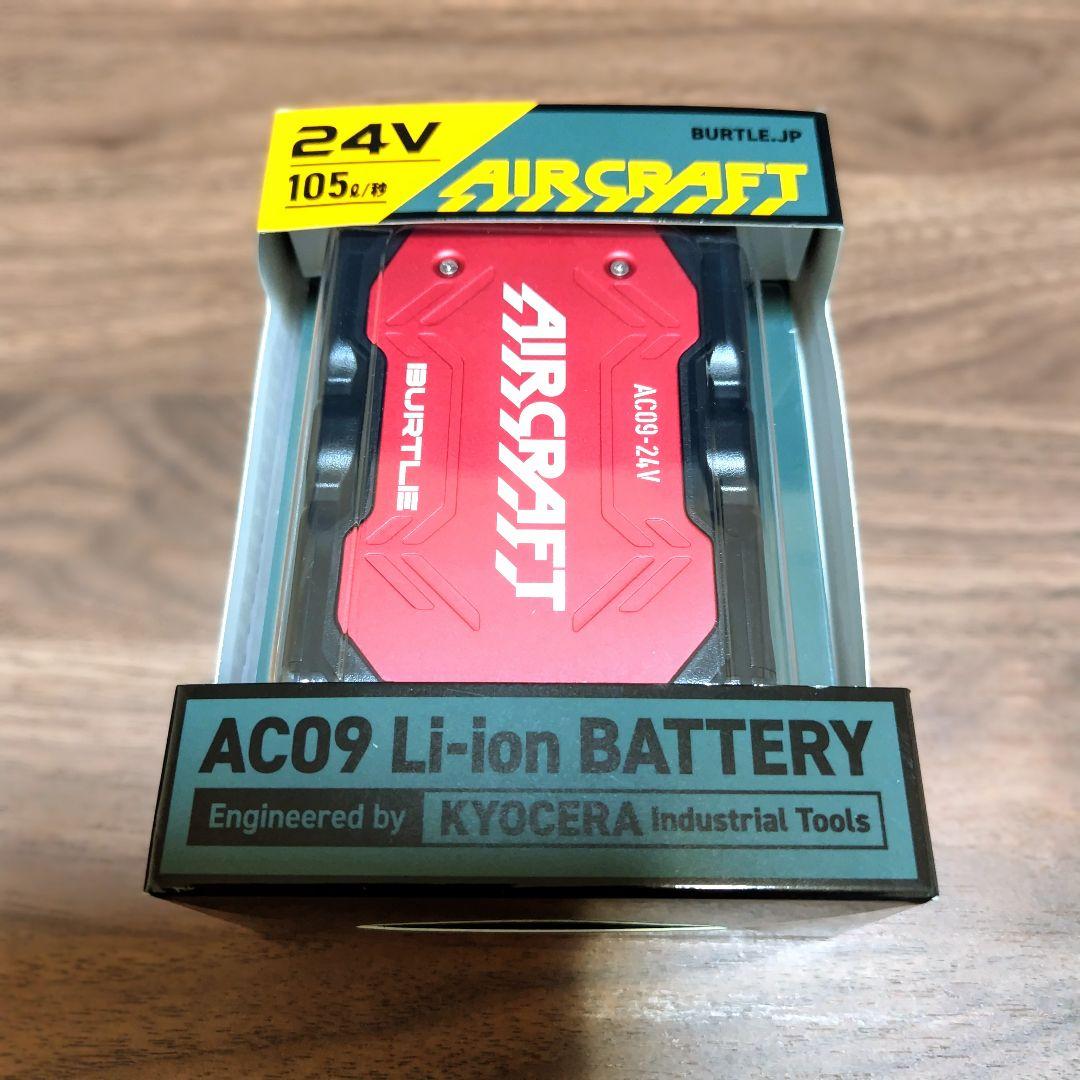 24V
105ℓ/秒
BURTLE.JP
AIRCRAFT
AIRCRAFT
BURTLE
AC09-24V
AC09 Li-ion BATTERY
Engineered by KYOCERA Industrial Tools